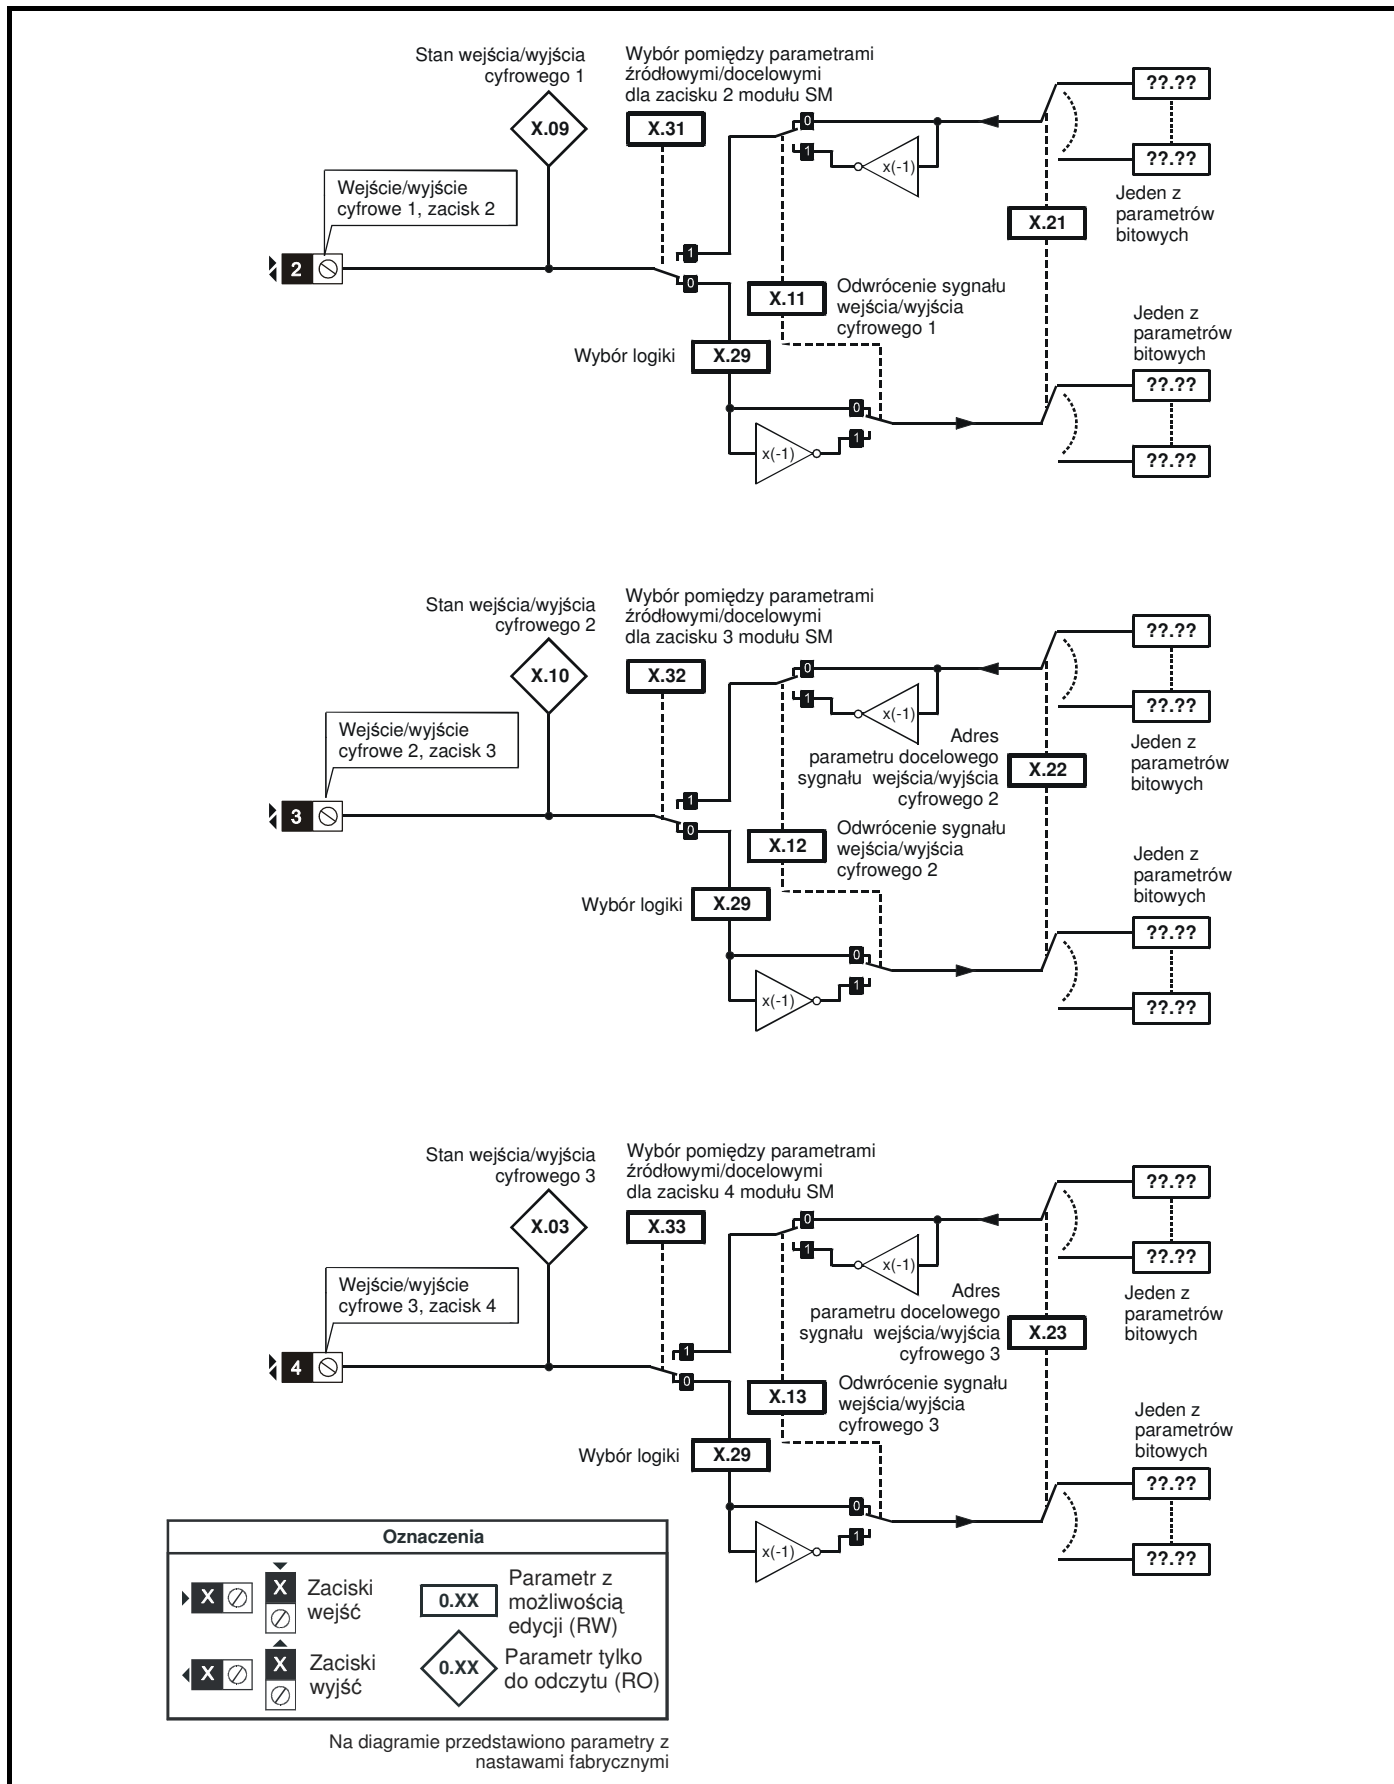 Stan wejścia/wyjścia
cyfrowego 1
X.09
Wybór pomiędzy parametrami
źródłowymi/docelowymi
dla zacisku 2 modułu SM
X.31
0
1
x(-1)
??.??
??.??
Jeden z
parametrów
bitowych
X.21
Wejście/wyjście
cyfrowe 1, zacisk 2
2
1
0
X.11
Odwrócenie sygnału
wejścia/wyjścia
cyfrowego 1
Wybór logiki
X.29
0
1
x(-1)
Jeden z
parametrów
bitowych
??.??
??.??
Stan wejścia/wyjścia
cyfrowego 2
X.10
Wybór pomiędzy parametrami
źródłowymi/docelowymi
dla zacisku 3 modułu SM
X.32
0
1
x(-1)
??.??
??.??
Jeden z
parametrów
bitowych
Adres
parametru docelowego
sygnału wejścia/wyjścia
cyfrowego 2
X.22
Wejście/wyjście
cyfrowe 2, zacisk 3
3
1
0
X.12
Odwrócenie sygnału
wejścia/wyjścia
cyfrowego 2
Wybór logiki
X.29
0
1
x(-1)
Jeden z
parametrów
bitowych
??.??
??.??
Stan wejścia/wyjścia
cyfrowego 3
X.03
Wybór pomiędzy parametrami
źródłowymi/docelowymi
dla zacisku 4 modułu SM
X.33
0
1
x(-1)
??.??
??.??
Jeden z
parametrów
bitowych
Adres
parametru docelowego
sygnału wejścia/wyjścia
cyfrowego 3
X.23
Wejście/wyjście
cyfrowe 3, zacisk 4
4
1
0
X.13
Odwrócenie sygnału
wejścia/wyjścia
cyfrowego 3
Wybór logiki
X.29
0
1
x(-1)
Jeden z
parametrów
bitowych
??.??
??.??
Oznaczenia
X
X
Zaciski
wejść
0.XX
Parametr z
możliwością
edycji (RW)
X
X
Zaciski
wyjść
0.XX
Parametr tylko
do odczytu (RO)
Na diagramie przedstawiono parametry z
nastawami fabrycznymi